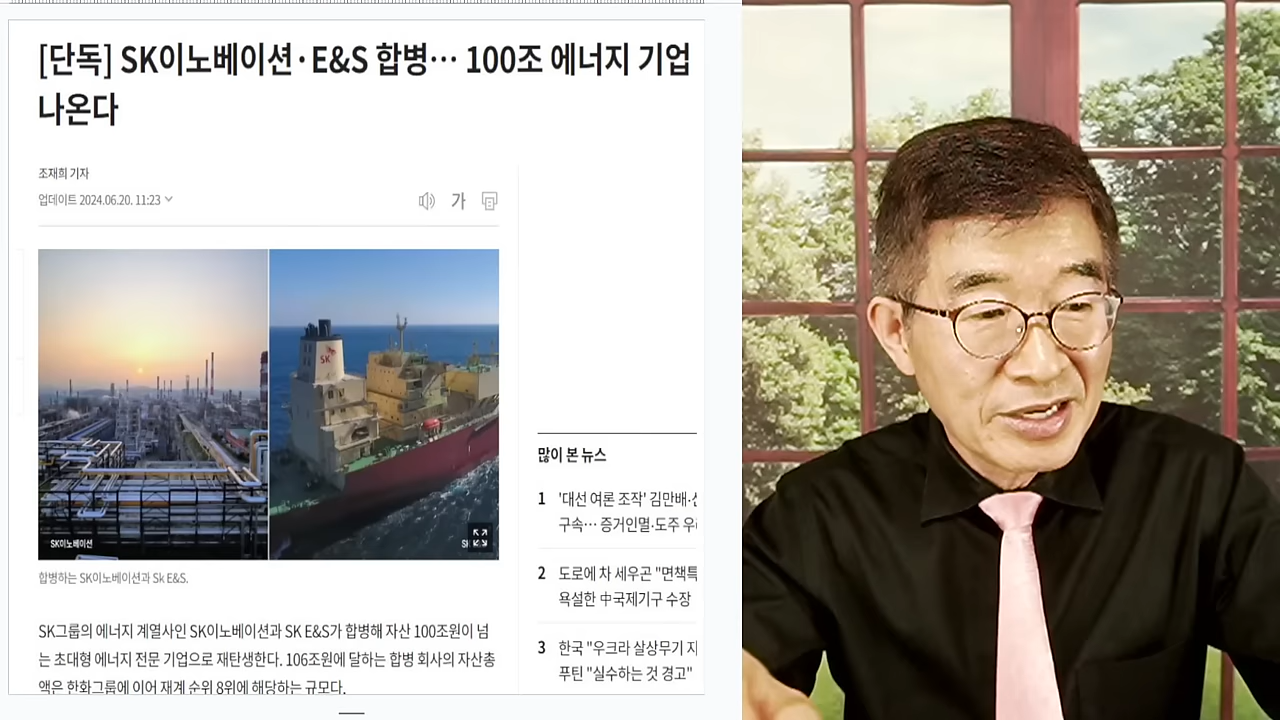 [단독] SK이노베이션·E&S 합병… 100조 에너지 기업
나온다
조재희 기자
업데이트 2024.06.20. 11:23
가
SK
SK이노베이션
합병하는 SK이노베이션과 Sk E&S.
SK그룹의 에너지 계열사인 SK이노베이션과 SK E&S가 합병해 자산 100조원이 넘
는 초대형 에너지 전문 기업으로 재탄생한다. 106조원에 달하는 합병 회사의 자산총
액은 한화그룹에 이어 재계 순위 8위에 해당하는 규모다.
많이 본 뉴스
1 '대선 여론 조작' 김만배·
구속… 증거인멸·도주
2 도로에 차 세우곤 "면책특
욕설한 中국제기구 수장
3 한국 "우크라 살상무기
푸틴 "실수하는 것 경고"